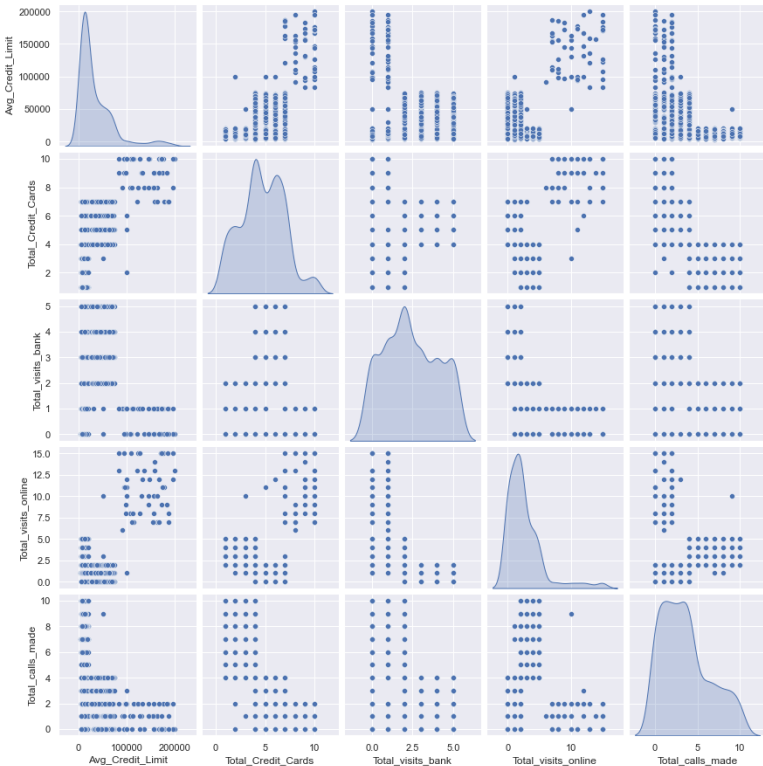 Avg_Credit_Limit
200000
150000
100000
50000
0
Total_Credit_Cards
10
8
6
4
2
Total_visits_bank
5
4
3
2
1
0
Total_visits_online
15.0
12.5
10.0
7.5
5.0
2.5
0.0
Total_calls_made
10
8
6
4
2
0
0 100000 200000
0 5 10
0.0 2.5 5.0
0 10
0 5 10
Avg_Credit_Limit
Total_Credit_Cards
Total_visits_bank
Total_visits_online
Total_calls_made